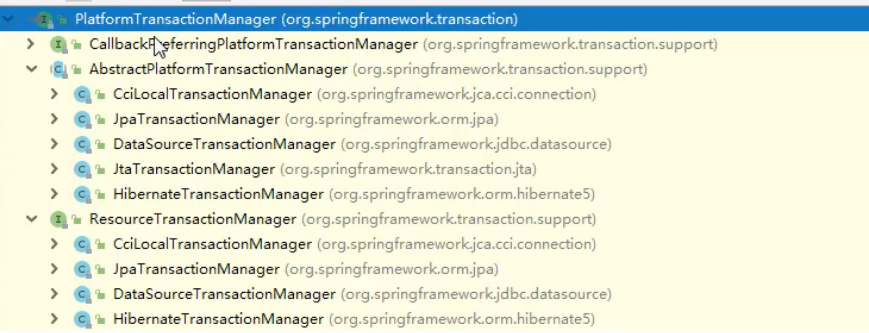 PlatformTransactionManager (org.springframework.transaction)
CallbackPreferringPlatformTransactionManager (org.springframework.transaction.support)
AbstractPlatformTransactionManager (org.springframework.transaction.support)
CciLocalTransactionManager (org.springframework.jca.cci.connection)
JpaTransactionManager (org.springframework.orm.jpa)
DataSourceTransactionManager (org.springframework.jdbc.datasource)
JtaTransactionManager (org.springframework.transaction.jta)
HibernateTransactionManager (org.springframework.orm.hibernate5)
ResourceTransactionManager (org.springframework.transaction.support)
CciLocalTransactionManager (org.springframework.jca.cci.connection)
JpaTransactionManager (org.springframework.orm.jpa)
DataSourceTransactionManager (org.springframework.jdbc.datasource)
HibernateTransactionManager (org.springframework.orm.hibernate5)